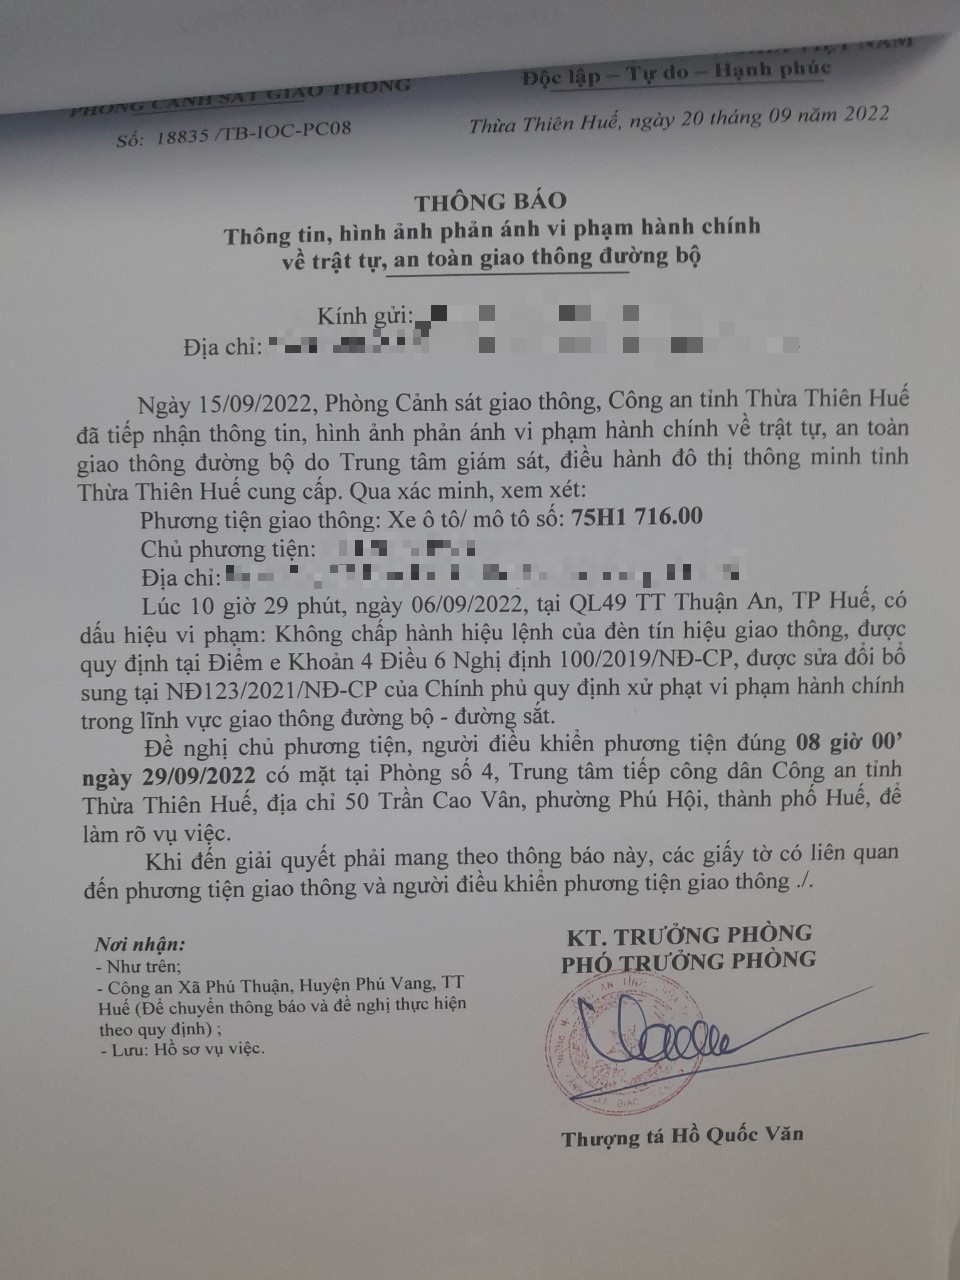 VIỆT NAM
Độc lập – Tự do – Hạnh phúc
PHÒNG CẢNH SÁT GIAO THÔNG
Số: 18835 /TB-IOC-PC08
Thừa Thiên Huế, ngày 20 tháng 09 năm 2022
THÔNG BÁO
Thông tin, hình ảnh phản ánh vi phạm hành chính
về trật tự, an toàn giao thông đường bộ
Kính gửi:
Địa chỉ:
Ngày 15/09/2022, Phòng Cảnh sát giao thông, Công an tỉnh Thừa Thiên Huế
đã tiếp nhận thông tin, hình ảnh phản ánh vi phạm hành chính về trật tự, an toàn
giao thông đường bộ do Trung tâm giám sát, điều hành đô thị thông minh tỉnh
Thừa Thiên Huế cung cấp. Qua xác minh, xem xét:
Phương tiện giao thông: Xe ô tô/ mô tô số: 75H1 716.00
Chủ phương tiện:
Địa chỉ:
Lúc 10 giờ 29 phút, ngày 06/09/2022, tại QL49 TT Thuận An, TP Huế, có
dấu hiệu vi phạm: Không chấp hành hiệu lệnh của đèn tín hiệu giao thông, được
quy định tại Điểm e Khoản 4 Điều 6 Nghị định 100/2019/NĐ-CP, được sửa đổi bổ
sung tại NĐ123/2021/NĐ-CP của Chính phủ quy định xử phạt vi phạm hành chính
trong lĩnh vực giao thông đường bộ - đường sắt.
Đề nghị chủ phương tiện, người điều khiển phương tiện đúng 08 giờ 00’
ngày 29/09/2022 có mặt tại Phòng số 4, Trung tâm tiếp công dân Công an tỉnh
Thừa Thiên Huế, địa chỉ 50 Trần Cao Vân, phường Phú Hội, thành phố Huế, để
làm rõ vụ việc.
Khi đến giải quyết phải mang theo thông báo này, các giấy tờ có liên quan
đến phương tiện giao thông và người điều khiển phương tiện giao thông ./.
Nơi nhận:
- Như trên;
- Công an Xã Phú Thuận, Huyện Phú Vang, TT
Huế (Để chuyển thông báo và đề nghị thực hiện
theo quy định) ;
- Lưu: Hồ sơ vụ việc.
KT. TRƯỞNG PHÒNG
PHÓ TRƯỞNG PHÒNG
Thượng tá Hồ Quốc Văn